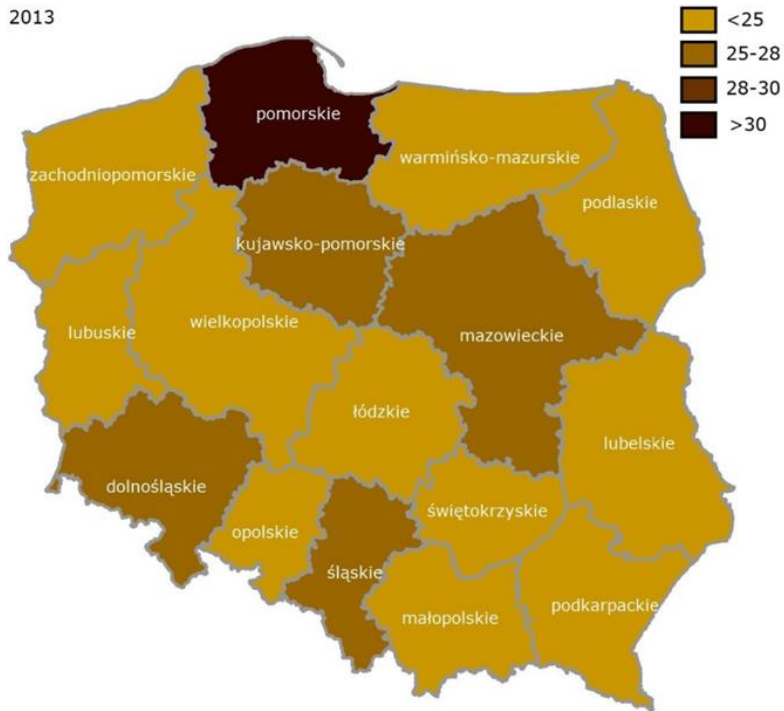 2013
<25
25-28
28-30
>30
pomorskie
warmińsko-mazurskie
zachodniopomorskie
podlaskie
kujawsko-pomorskie
wielkopolskie
lubuskie
mazowieckie
łódzkie
lubelskie
dolnośląskie
świętokrzyskie
opolskie
śląskie
podkarpackie
małopolskie